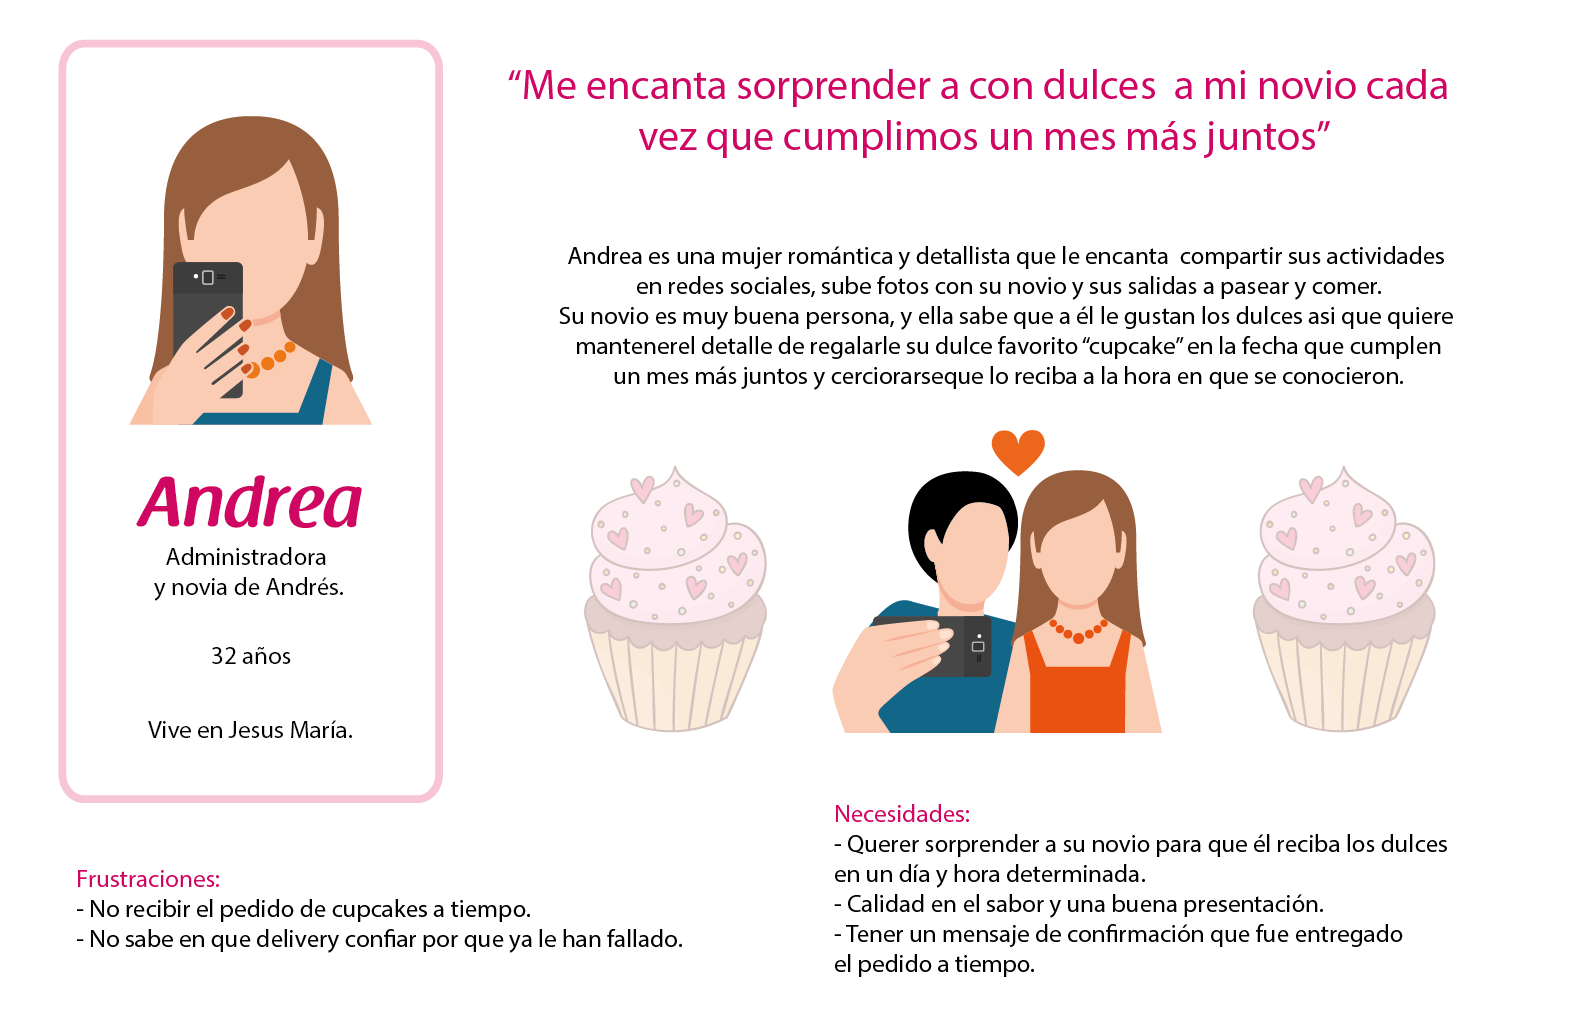 “Me encanta sorprender a con dulces  a mi novio cada
vez que cumplimos un mes más juntos”
Andrea es una mujer romántica y detallista que le encanta  compartir sus actividades
en redes sociales, sube fotos con su novio y sus salidas a pasear y comer.
Su novio es muy buena persona, y ella sabe que a él le gustan los dulces asi que quiere
mantenerel detalle de regalarle su dulce favorito “cupcake” en la fecha que cumplen
un mes más juntos y cerciorarseque lo reciba a la hora en que se conocieron.
Andrea
Administradora
y novia de Andrés.
32 años
Vive en Jesus María.
Frustraciones:
- No recibir el pedido de cupcakes a tiempo.
- No sabe en que delivery confiar por que ya le han fallado.
Necesidades:
- Querer sorprender a su novio para que él reciba los dulces
en un día y hora determinada.
- Calidad en el sabor y una buena presentación.
- Tener un mensaje de confirmación que fue entregado
el pedido a tiempo.